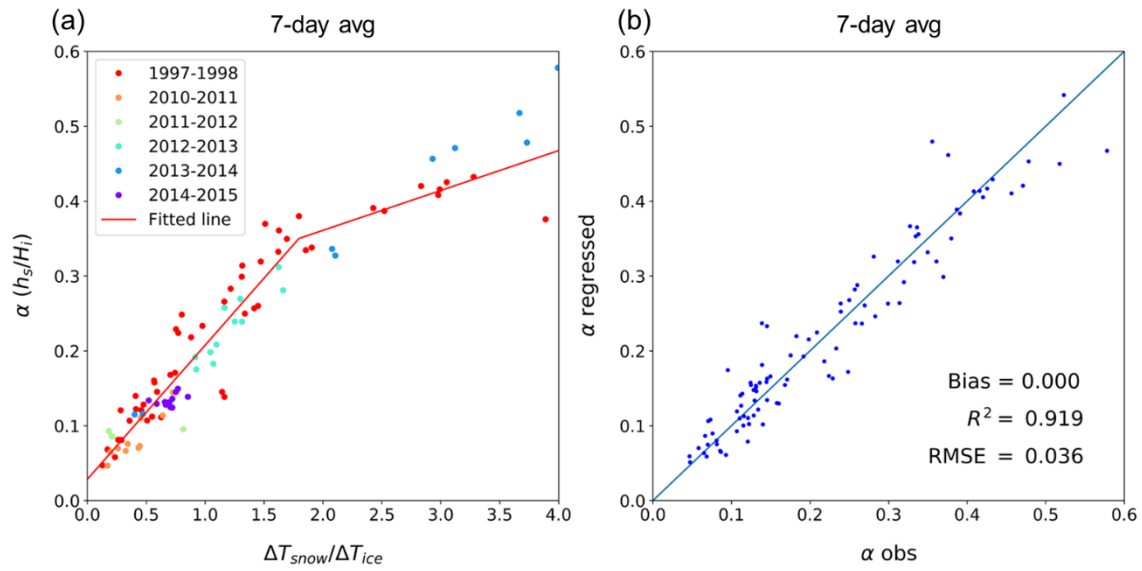 (a)
7-day avg
0.6
0.5
0.4
0.3
0.2
0.1
0.0
α (hₛ/Hᵢ)
1997-1998
2010-2011
2011-2012
2012-2013
2013-2014
2014-2015
Fitted line
0.0 0.5 1.0 1.5 2.0 2.5 3.0 3.5 4.0
ΔT_snow/ΔT_ice
(b)
7-day avg
0.6
0.5
0.4
0.3
0.2
0.1
0.0
α regressed
Bias = 0.000
R² = 0.919
RMSE = 0.036
0.0 0.1 0.2 0.3 0.4 0.5 0.6
α obs